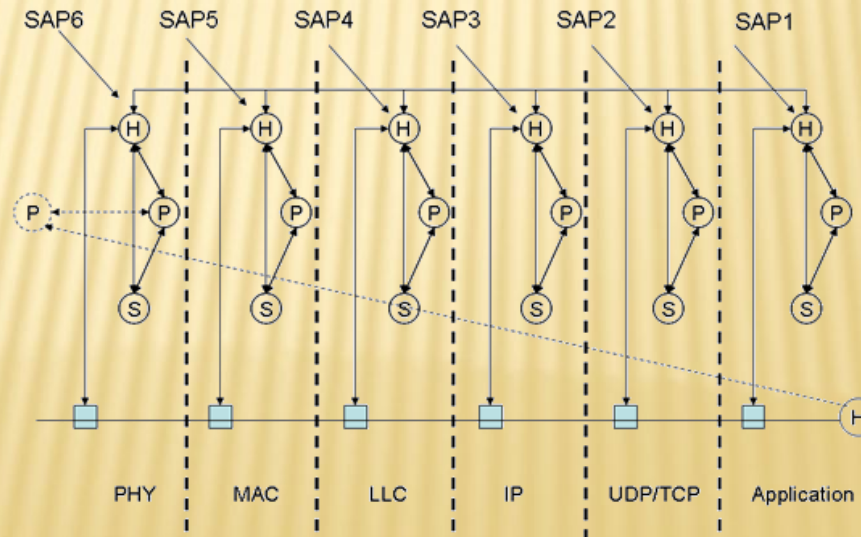 SAP6 SAP5 SAP4 SAP3 SAP2 SAP1
H H H H H H
P P P P P P P
S S S S S S
H
PHY MAC LLC IP UDP/TCP Application